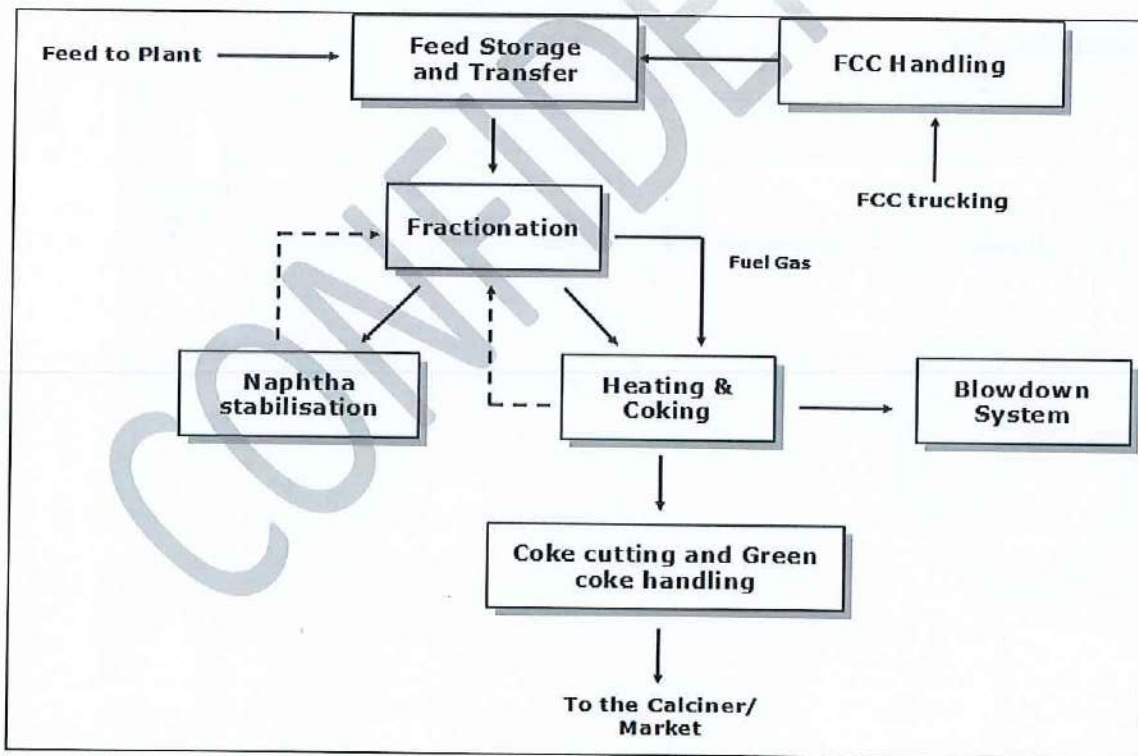 Feed to Plant
Feed Storage
and Transfer
FCC Handling
FCC trucking
Fractionation
Fuel Gas
Naphtha
stabilisation
Heating &
Coking
Blowdown
System
Coke cutting and Green
coke handling
To the Calciner/
Market
CONFIDE